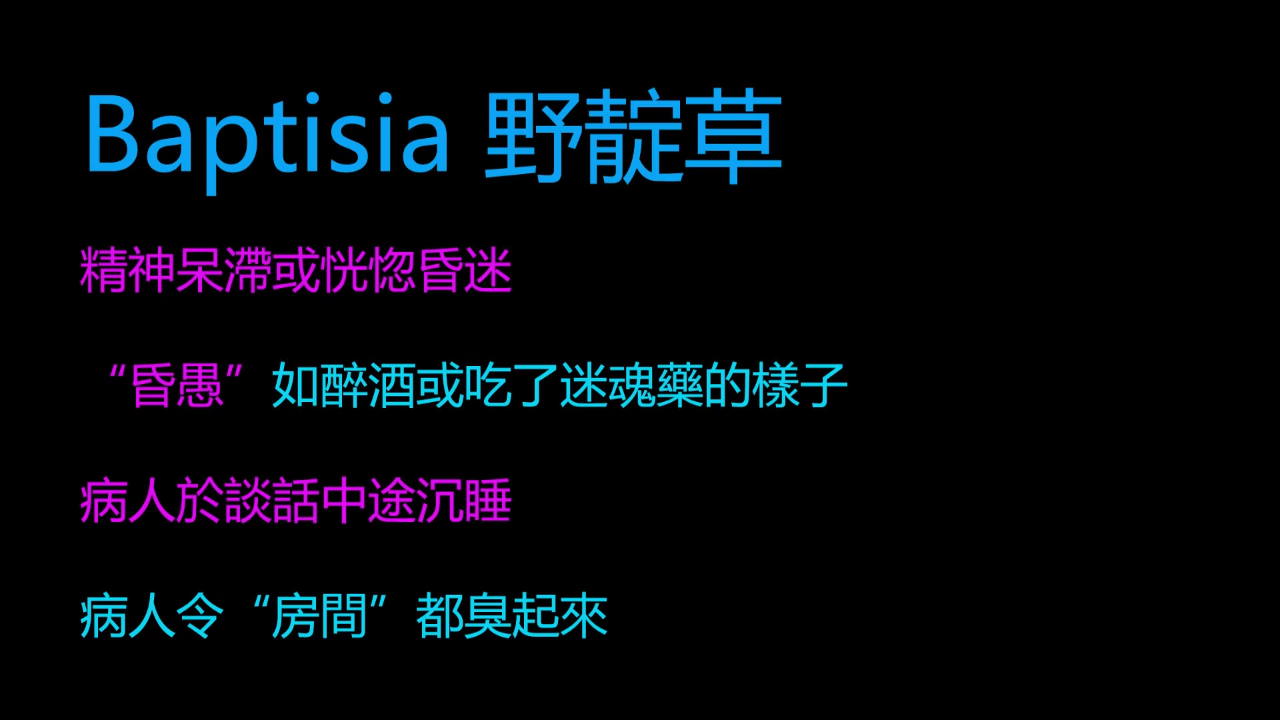 Baptisia 野靛草
精神呆滯或恍惚昏迷
“昏愚”如醉酒或吃了迷魂藥的樣子
病人於談話中途沉睡
病人令“房間”都臭起來